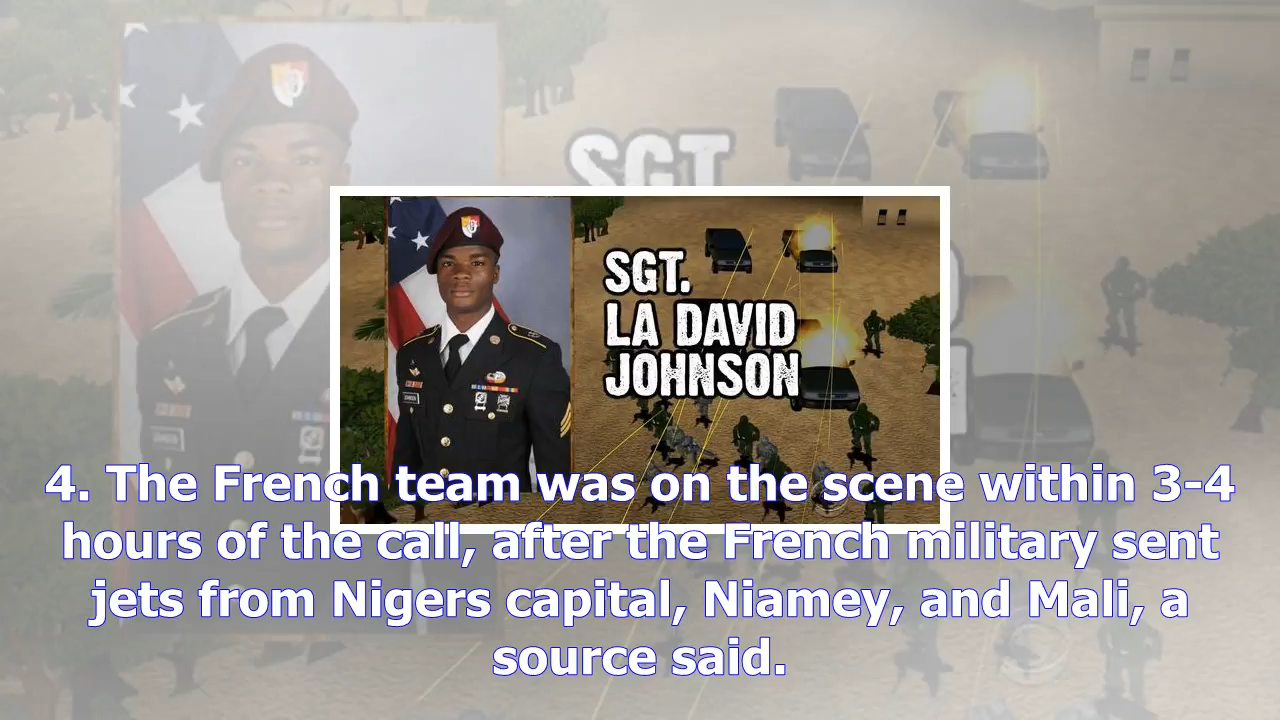 SGT
SGT.
LA DAVID
JOHNSON
4. The French team was on the scene within 3-4
hours of the call, after the French military sent
jets from Nigers capital, Niamey, and Mali, a
source said.